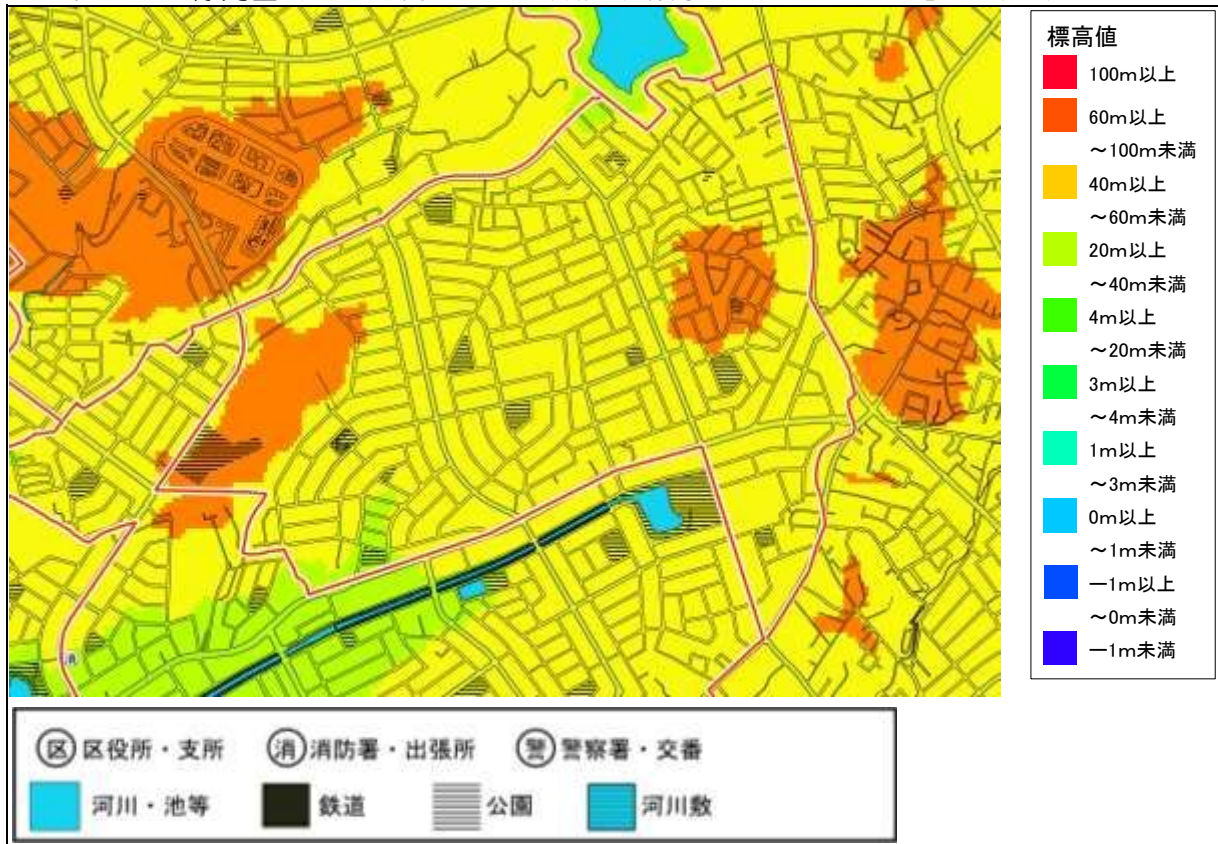 標高値
100m以上
60m以上
～100m未満
40m以上
～60m未満
20m以上
～40m未満
4m以上
～20m未満
3m以上
～4m未満
1m以上
～3m未満
0m以上
～1m未満
－1m以上
～0m未満
－1m未満
消
区 区役所・支所 消 消防署・出張所 警 警察署・交番
河川・池等 鉄道 公園 河川敷